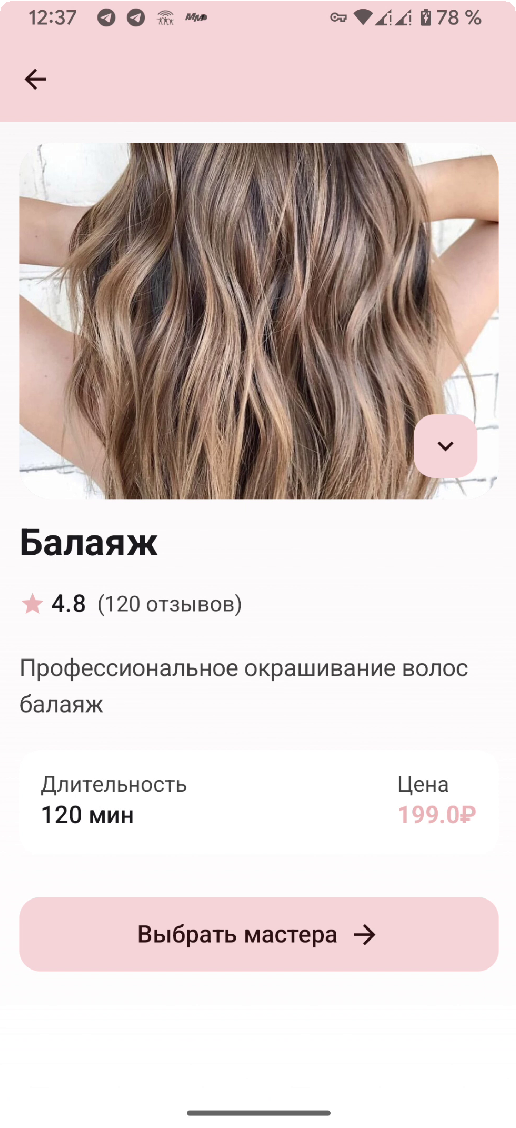 12:37
78 %
Балаяж
4.8 (120 отзывов)
Профессиональное окрашивание волос
балаяж
Длительность
Цена
120 мин
199.0₽
Выбрать мастера